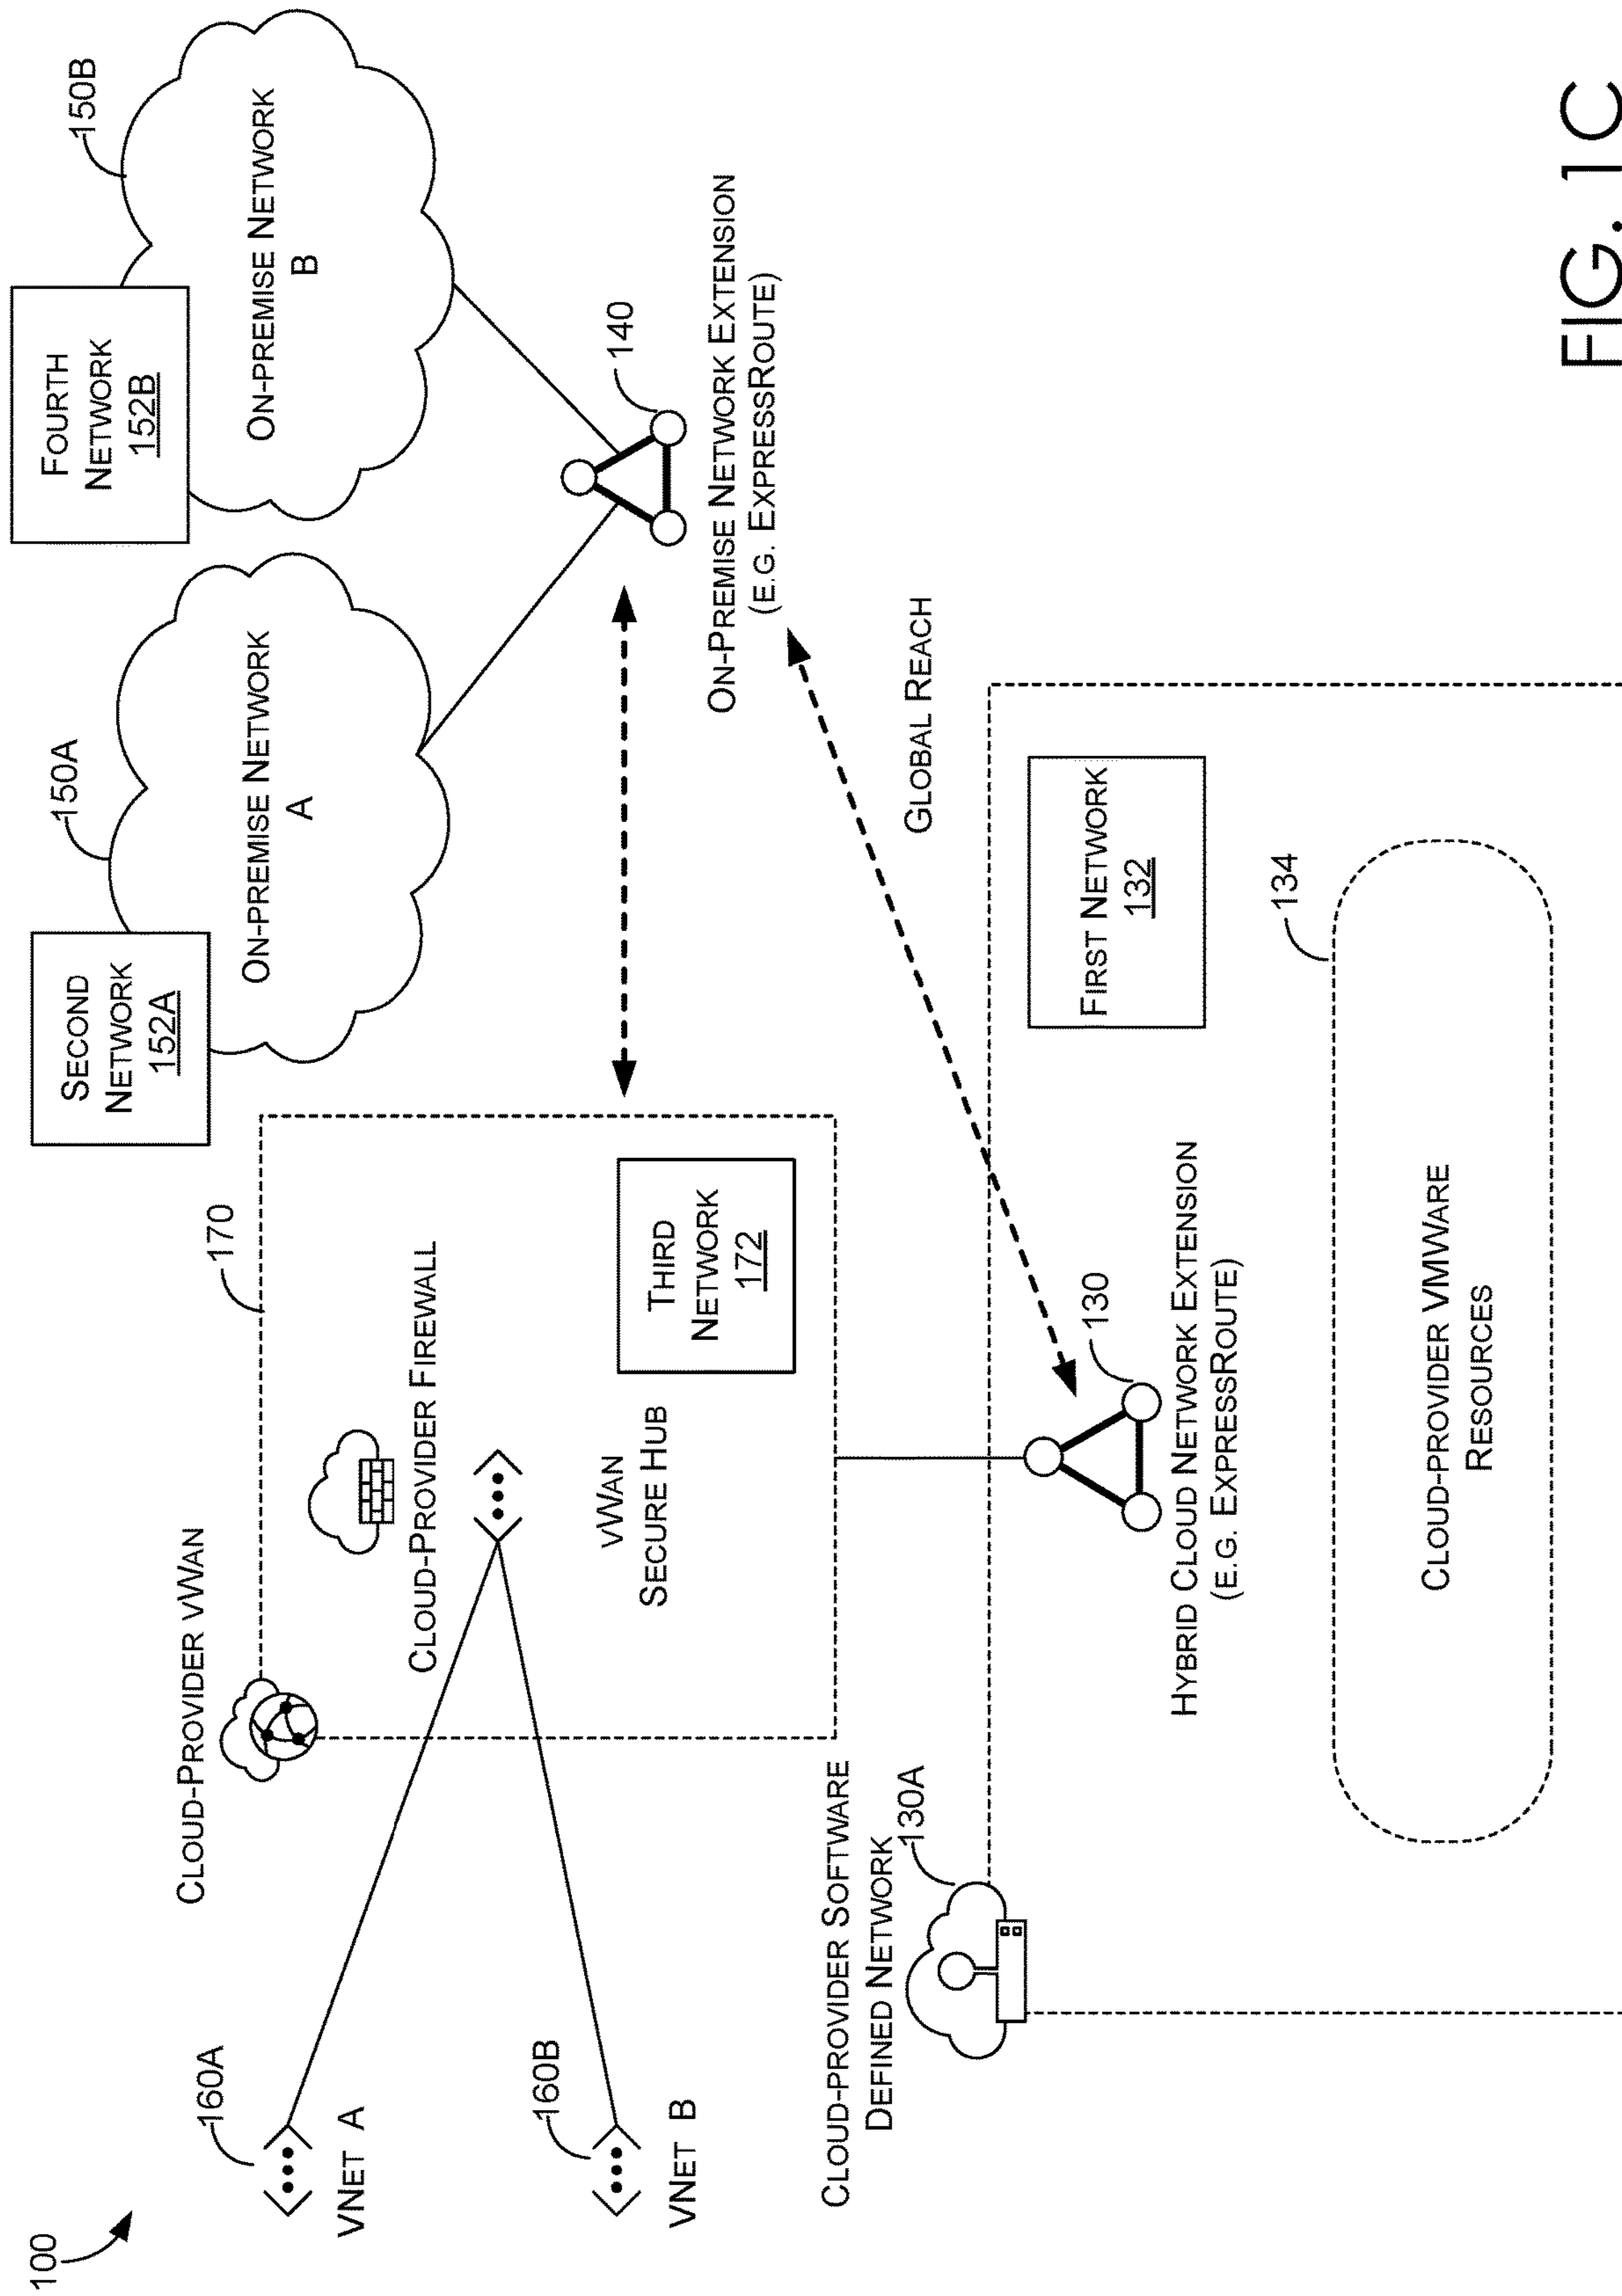 100
160A
VNET A
160B
VNET B
CLOUD-PROVIDER VWAN
170
CLOUD-PROVIDER FIREWALL
VWAN
SECURE HUB
THIRD
NETWORK
172
SECOND
NETWORK
152A
150A
ON-PREMISE NETWORK
A
FOURTH
NETWORK
152B
150B
ON-PREMISE NETWORK
B
140
ON-PREMISE NETWORK EXTENSION
(E.G. EXPRESSROUTE)
GLOBAL REACH
CLOUD-PROVIDER SOFTWARE
DEFINED NETWORK
130A
130
HYBRID CLOUD NETWORK EXTENSION
(E.G. EXPRESSROUTE)
FIRST NETWORK
132
134
CLOUD-PROVIDER VMWARE
RESOURCES
FIG. 1C